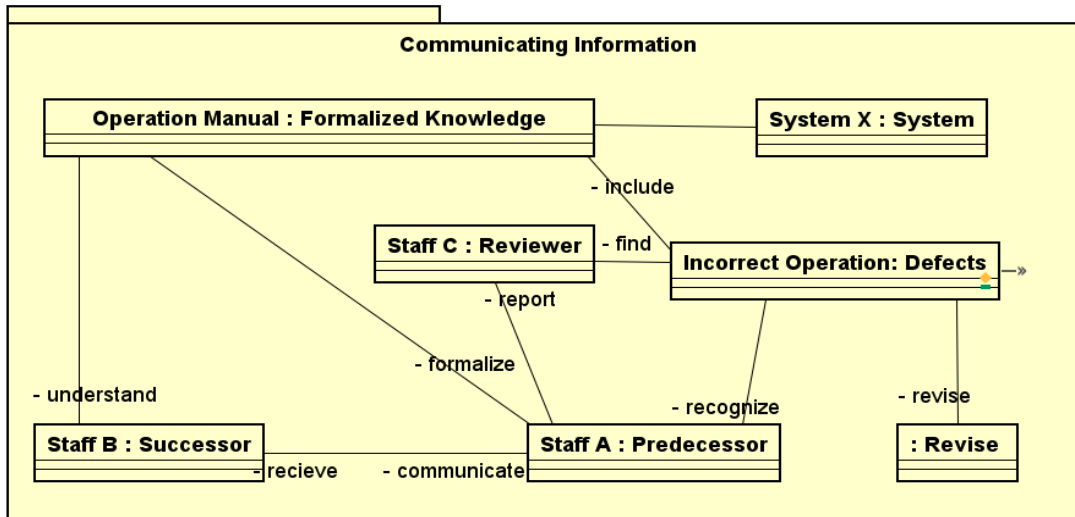 Communicating Information
Operation Manual : Formalized Knowledge
System X : System
- include
Staff C : Reviewer
- find
Incorrect Operation: Defects
- report
- formalize
- understand
- recognize
- revise
Staff B : Successor
Staff A : Predecessor
: Revise
- recieve
- communicate